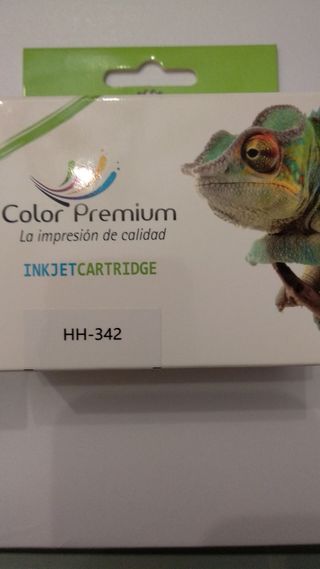 Color Premium
La impresión de calidad
INKJETCARTRIDGE
HH-342